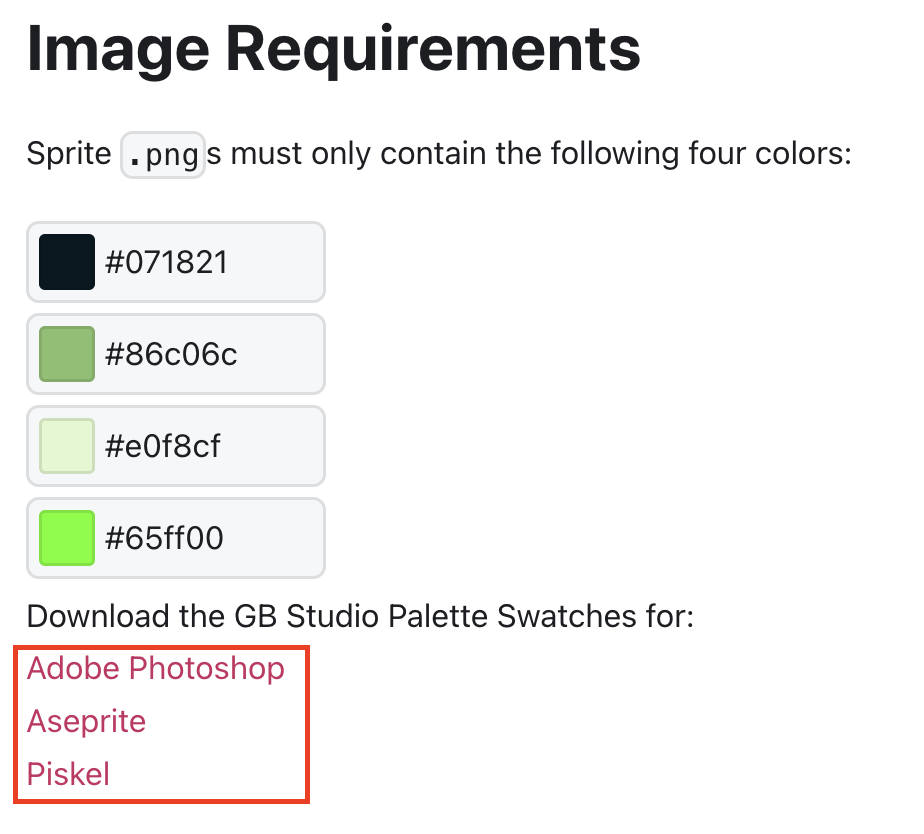 Image Requirements
Sprite .pngs must only contain the following four colors:
#071821
#86c06c
#e0f8cf
#65ff00
Download the GB Studio Palette Swatches for:
Adobe Photoshop
Aseprite
Piskel